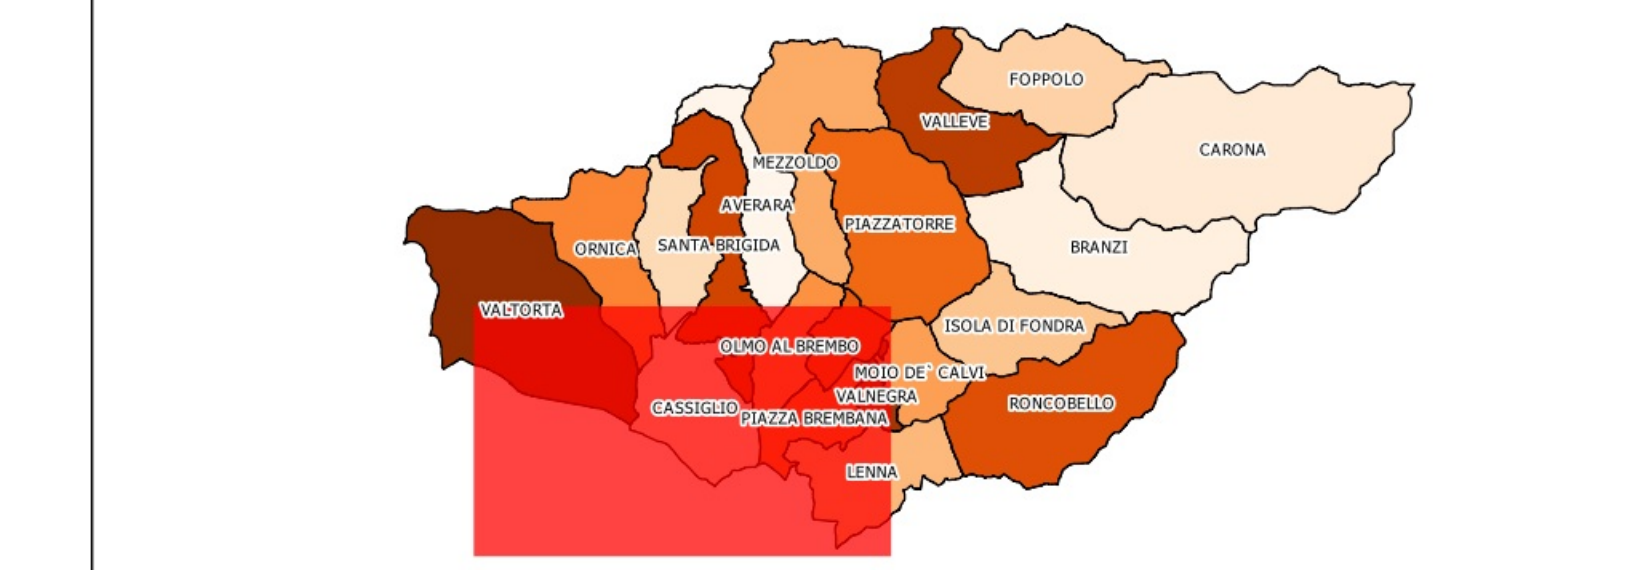 FOPPOLO
VALLEVE
CARONA
MEZZOLDO
AVERARA
PIAZZATORRE
ORNICA
SANTA BRIGIDA
BRANZI
VALTORTA
ISOLA DI FONDRA
OLMO AL BREMBO
MOIO DE` CALVI
VALNEGRA
RONCOBELLO
CASSIGLIO
PIAZZA BREMBANA
LENNA